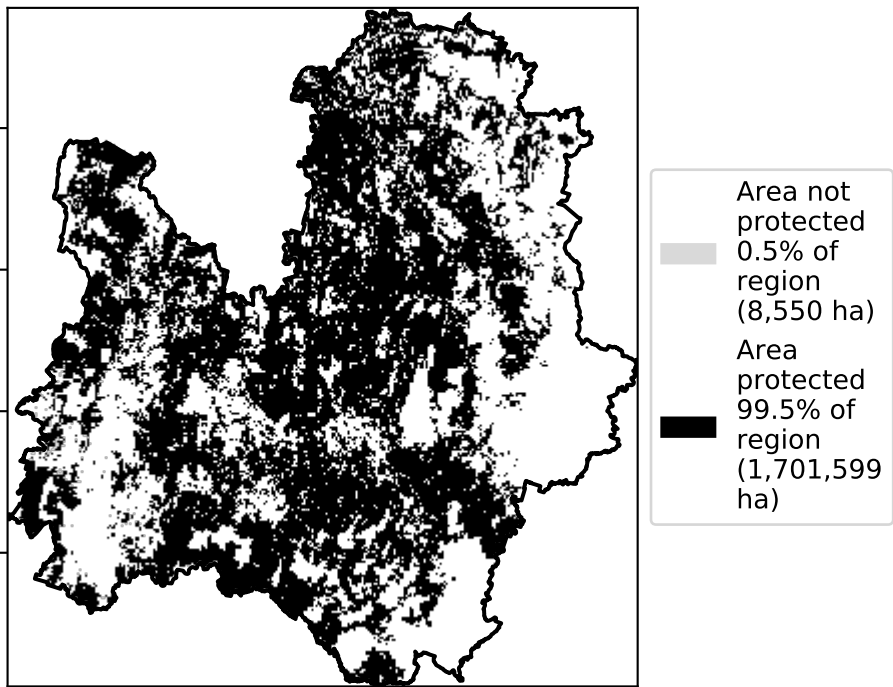 Area not
protected
0.5% of
region
(8,550 ha)
Area
protected
99.5% of
region
(1,701,599
ha)